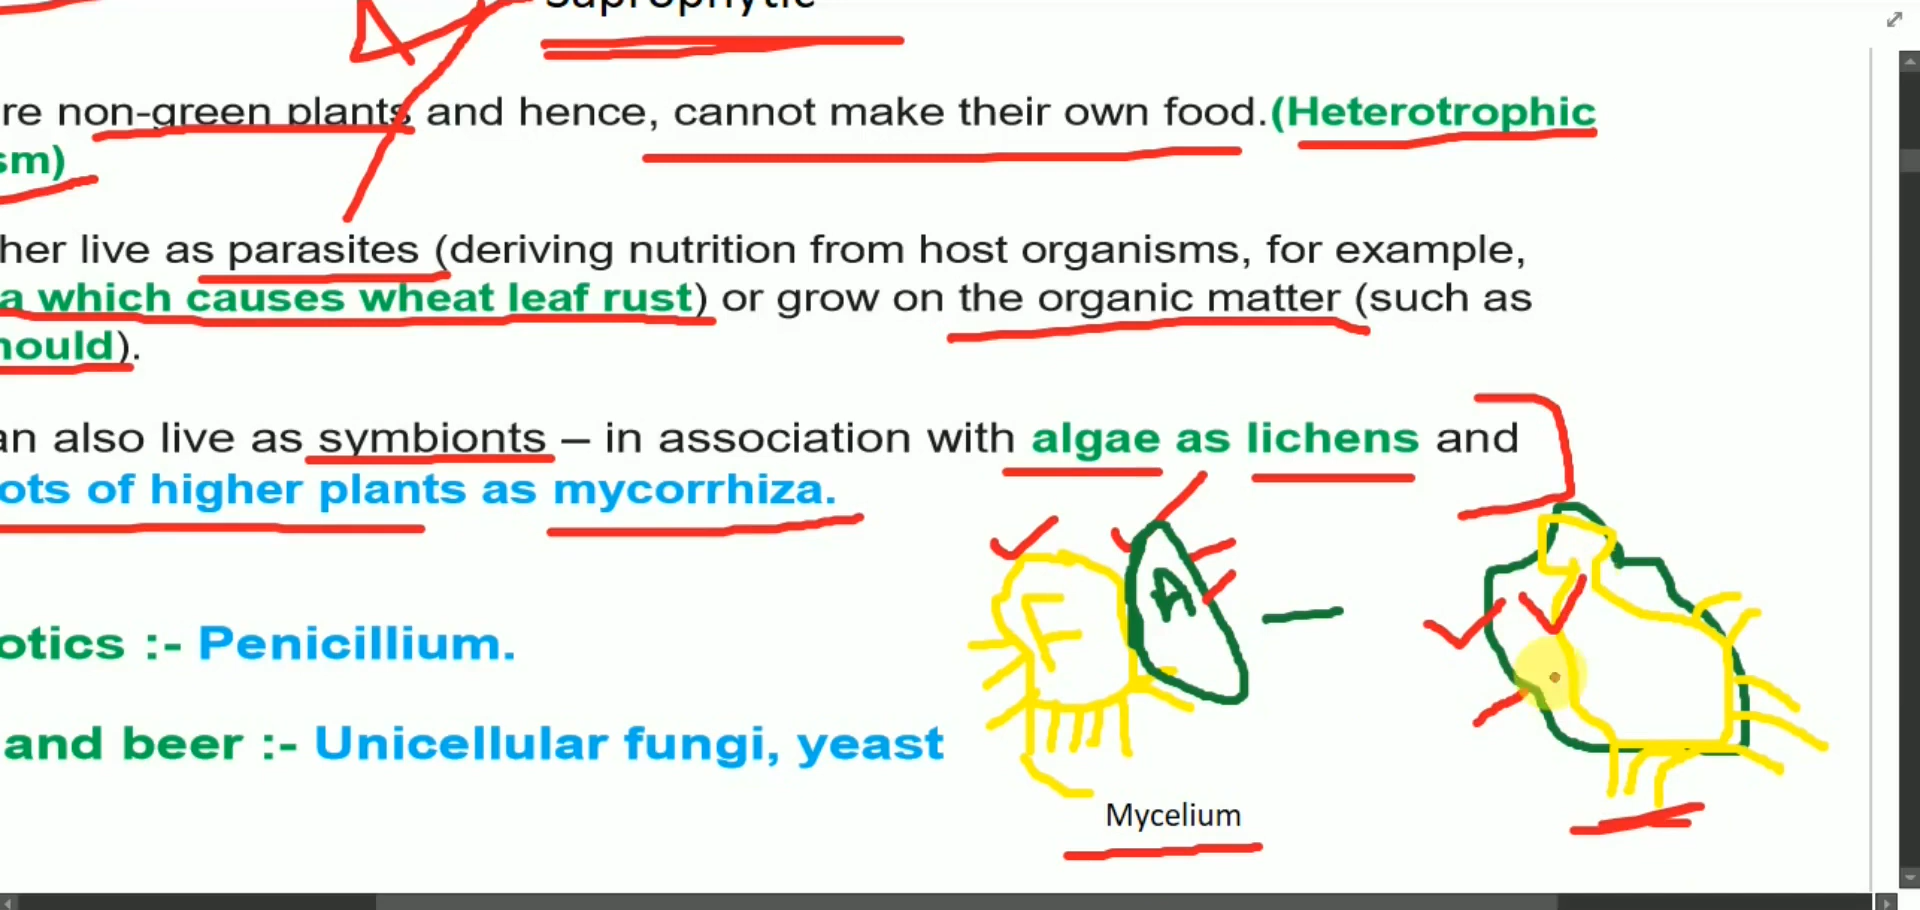 Saprophytic
re non-green plants and hence, cannot make their own food.(Heterotrophic
sm)
her live as parasites (deriving nutrition from host organisms, for example,
a which causes wheat leaf rust) or grow on the organic matter (such as
hould).
an also live as symbionts – in association with algae as lichens and
ots of higher plants as mycorrhiza.
F A
otics :- Penicillium.
and beer :- Unicellular fungi, yeast
Mycelium